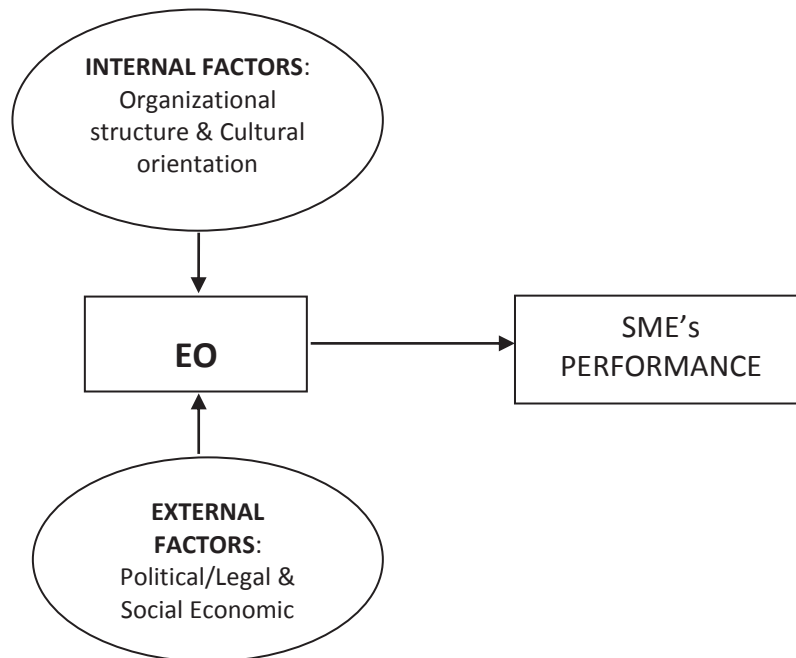 INTERNAL FACTORS:
Organizational
structure & Cultural
orientation
EO
SME’s
PERFORMANCE
EXTERNAL
FACTORS:
Political/Legal &
Social Economic